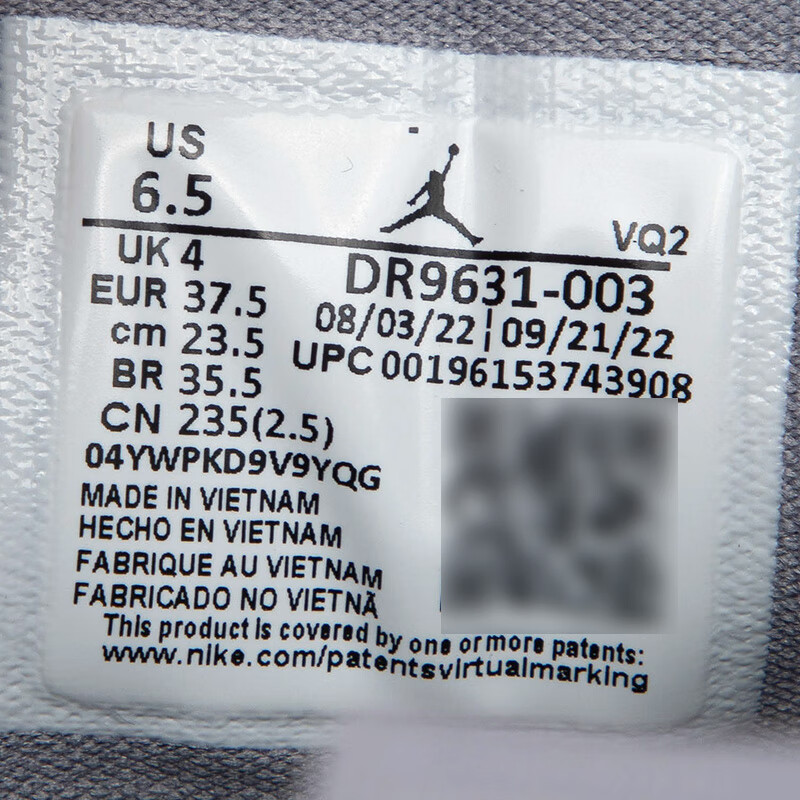 US
6.5
VQ2
UK 4
DR9631-003
EUR 37.5
08/03/22|09/21/22
cm 23.5
UPC 00196153743908
BR 35.5
CN 235(2.5)
04YWPKD9V9YQG
MADE IN VIETNAM
HECHO EN VIETNAM
FABRIQUE AU VIETNAM
FABRICADO NO VIETNÃ
This product is covered by one or more patents:
www.nike.com/patentsvirtualmarking